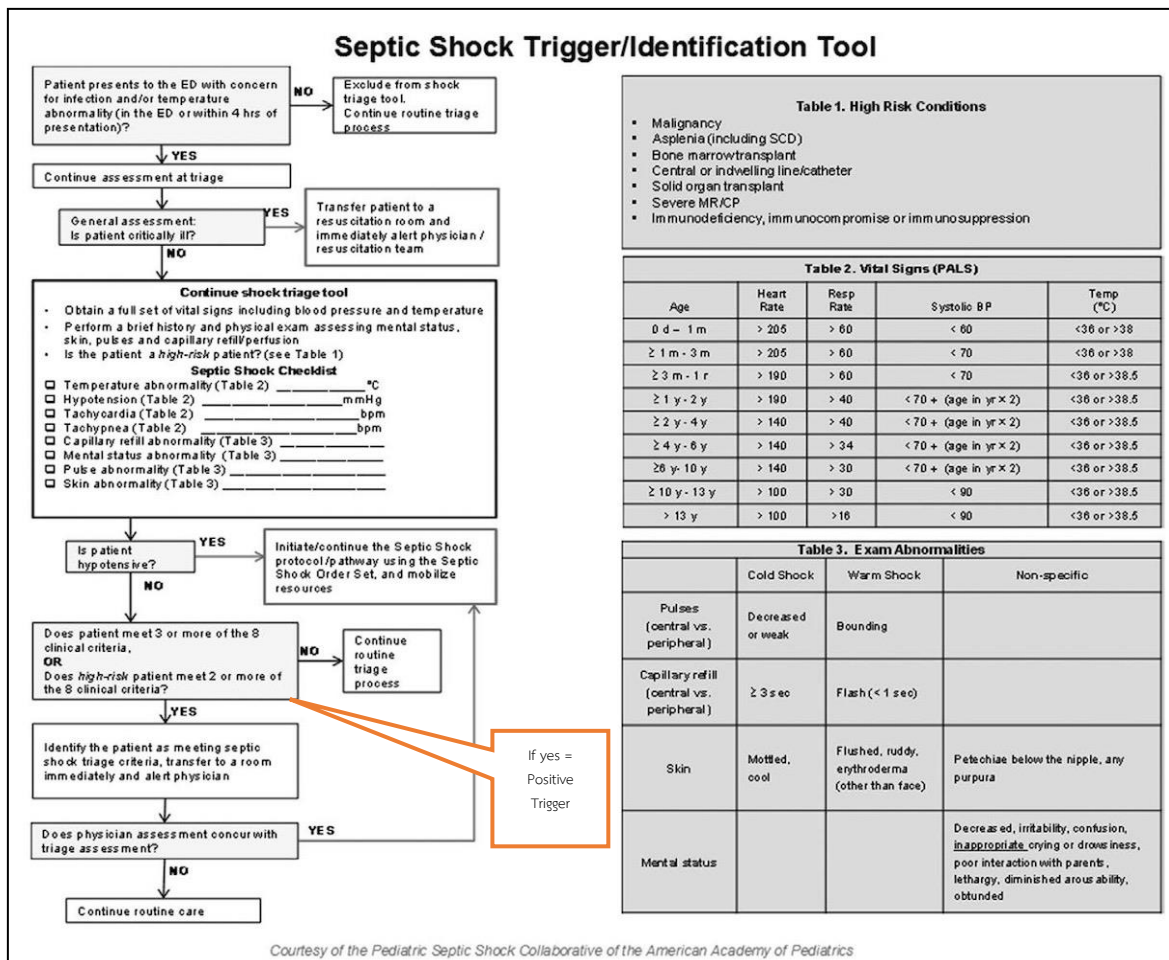 Septic Shock Trigger/Identification Tool
Patient presents to the ED with concern
for infection and/or temperature
abnormality (in the ED or within 4 hrs of
presentation)?
NO
Exclude from shock
triage tool.
Continue routine triage
process
YES
Continue assessment at triage
General assessment:
Is patient critically ill?
YES
Transfer patient to a
resuscitation room and
immediately alert physician /
resuscitation team
NO
Continue shock triage tool
• Obtain a full set of vital signs including blood pressure and temperature
• Perform a brief history and physical exam assessing mental status,
skin, pulses and capillary refill/perfusion
• Is the patient a high-risk patient? (see Table 1)
Septic Shock Checklist
❑ Temperature abnormality (Table 2) ____________ °C
❑ Hypotension (Table 2) ____________ mmHg
❑ Tachycardia (Table 2) ____________ bpm
❑ Tachypnea (Table 2) ____________ bpm
❑ Capillary refill abnormality (Table 3) ____________
❑ Mental status abnormality (Table 3) ____________
❑ Pulse abnormality (Table 3) ____________
❑ Skin abnormality (Table 3) ____________
Is patient
hypotensive?
YES
Initiate/continue the Septic Shock
protocol/pathway using the Septic
Shock Order Set, and mobilize
resources
NO
Does patient meet 3 or more of the 8
clinical criteria,
OR
Does high-risk patient meet 2 or more of
the 8 clinical criteria?
NO
Continue
routine
triage
process
YES
If yes =
Positive
Trigger
Identify the patient as meeting septic
shock triage criteria, transfer to a room
immediately and alert physician
Does physician assessment concur with
triage assessment?
YES
NO
Continue routine care
Table 1. High Risk Conditions
▪ Malignancy
▪ Asplenia (including SCD)
▪ Bone marrow transplant
▪ Central or indwelling line/catheter
▪ Solid organ transplant
▪ Severe MR/CP
▪ Immunodeficiency, immunocompromise or immunosuppression
Table 2. Vital Signs (PALS)
Age Heart Rate Resp Rate Systolic BP Temp (°C)
0 d – 1 m > 205 > 60 < 60 <36 or >38
≥ 1 m - 3 m > 205 > 60 < 70 <36 or >38
≥ 3 m - 1 r > 190 > 60 < 70 <36 or >38.5
≥ 1 y - 2 y > 190 > 40 < 70 + (age in yr × 2) <36 or >38.5
≥ 2 y - 4 y > 140 > 40 < 70 + (age in yr × 2) <36 or >38.5
≥ 4 y - 6 y > 140 > 34 < 70 + (age in yr × 2) <36 or >38.5
≥6 y- 10 y > 140 > 30 < 70 + (age in yr × 2) <36 or >38.5
≥ 10 y - 13 y > 100 > 30 < 90 <36 or >38.5
> 13 y > 100 >16 < 90 <36 or >38.5
Table 3. Exam Abnormalities
Cold Shock Warm Shock Non-specific
Pulses
(central vs.
peripheral)
Decreased
or weak
Bounding
Capillary refill
(central vs.
peripheral)
≥ 3 sec
Flash (< 1 sec)
Skin
Mottled,
cool
Flushed, ruddy,
erythroderma
(other than face)
Petechiae below the nipple, any
purpura
Mental status
Decreased, irritability, confusion,
inappropriate crying or drowsiness,
poor interaction with parents,
lethargy, diminished arousability,
obtunded
Courtesy of the Pediatric Septic Shock Collaborative of the American Academy of Pediatrics